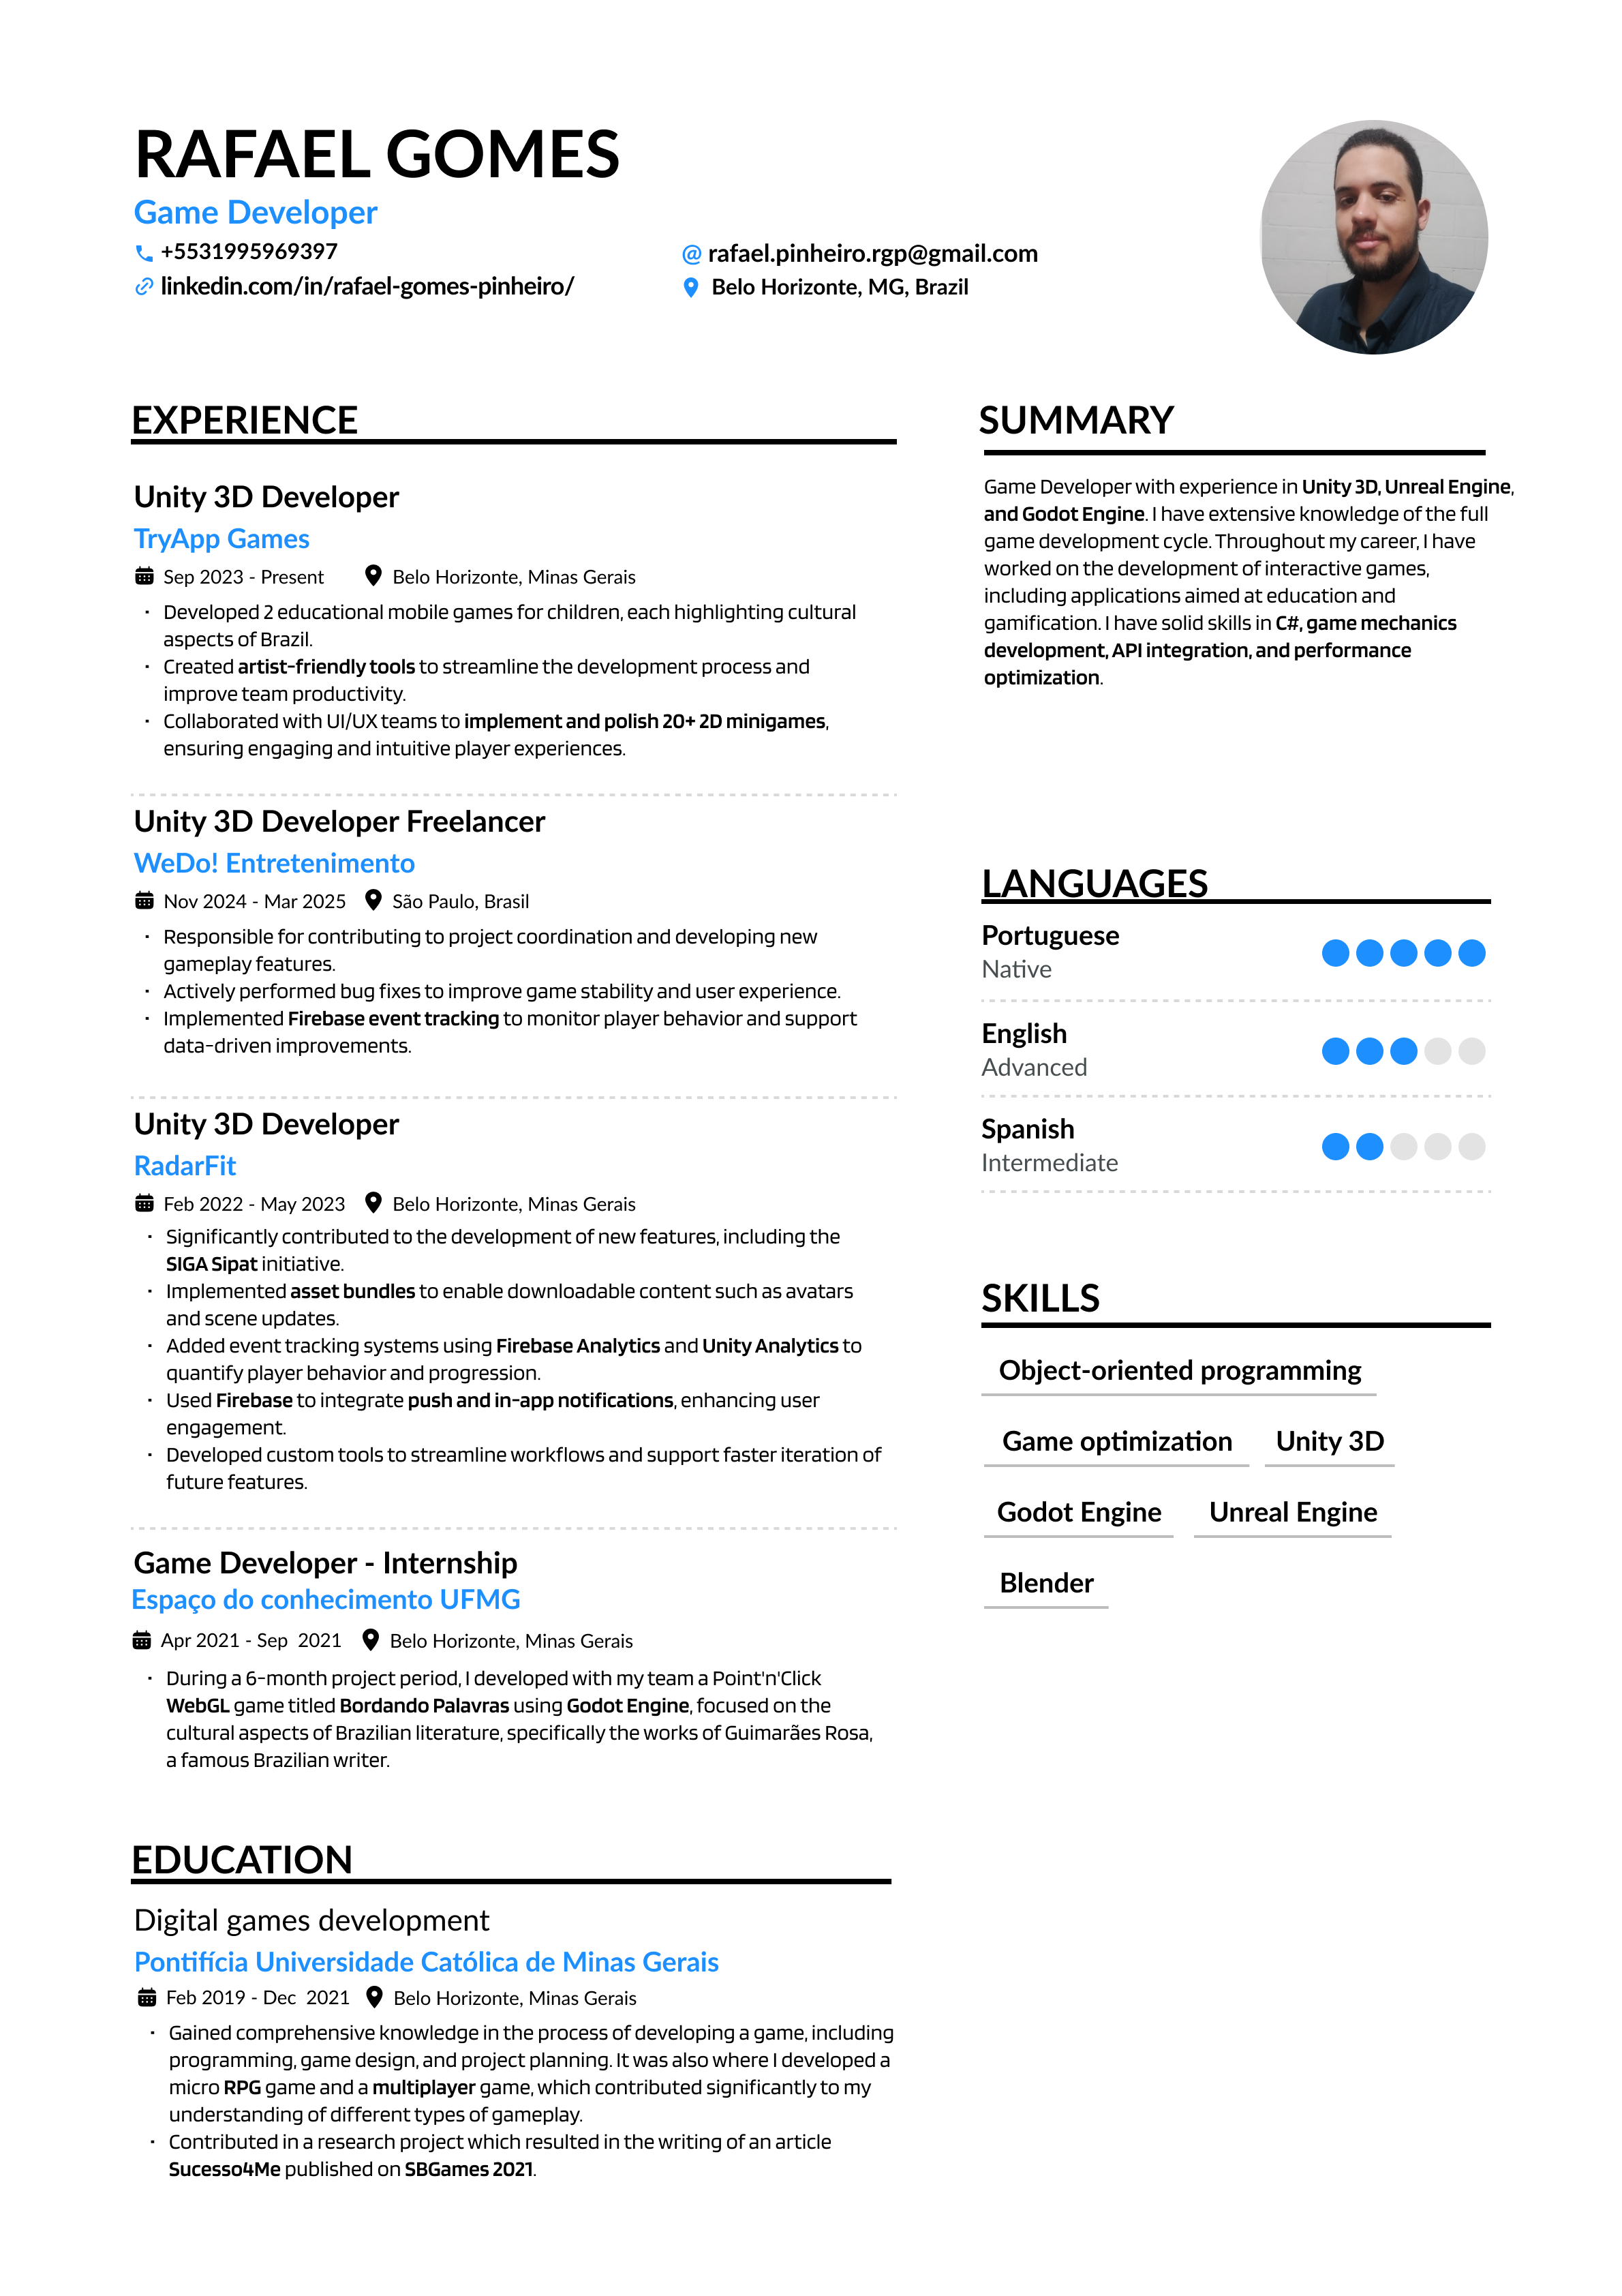 RAFAEL GOMES
Game Developer
+5531995969397
rafael.pinheiro.rgp@gmail.com
linkedin.com/in/rafael-gomes-pinheiro/
Belo Horizonte, MG, Brazil
EXPERIENCE
Unity 3D Developer
TryApp Games
Sep 2023 - Present Belo Horizonte, Minas Gerais
· Developed 2 educational mobile games for children, each highlighting cultural
aspects of Brazil.
· Created artist-friendly tools to streamline the development process and
improve team productivity.
· Collaborated with UI/UX teams to implement and polish 20+ 2D minigames,
ensuring engaging and intuitive player experiences.
Unity 3D Developer Freelancer
WeDo! Entretenimento
Nov 2024 - Mar 2025 São Paulo, Brasil
· Responsible for contributing to project coordination and developing new
gameplay features.
· Actively performed bug fixes to improve game stability and user experience.
· Implemented Firebase event tracking to monitor player behavior and support
data-driven improvements.
Unity 3D Developer
RadarFit
Feb 2022 - May 2023 Belo Horizonte, Minas Gerais
· Significantly contributed to the development of new features, including the
SIGA Sipat initiative.
· Implemented asset bundles to enable downloadable content such as avatars
and scene updates.
· Added event tracking systems using Firebase Analytics and Unity Analytics to
quantify player behavior and progression.
· Used Firebase to integrate push and in-app notifications, enhancing user
engagement.
· Developed custom tools to streamline workflows and support faster iteration of
future features.
Game Developer - Internship
Espaço do conhecimento UFMG
Apr 2021 - Sep 2021 Belo Horizonte, Minas Gerais
· During a 6-month project period, I developed with my team a Point'n'Click
WebGL game titled Bordando Palavras using Godot Engine, focused on the
cultural aspects of Brazilian literature, specifically the works of Guimarães Rosa,
a famous Brazilian writer.
EDUCATION
Digital games development
Pontifícia Universidade Católica de Minas Gerais
Feb 2019 - Dec 2021 Belo Horizonte, Minas Gerais
· Gained comprehensive knowledge in the process of developing a game, including
programming, game design, and project planning. It was also where I developed a
micro RPG game and a multiplayer game, which contributed significantly to my
understanding of different types of gameplay.
· Contributed in a research project which resulted in the writing of an article
Sucesso4Me published on SBGames 2021.
SUMMARY
Game Developer with experience in Unity 3D, Unreal Engine,
and Godot Engine. I have extensive knowledge of the full
game development cycle. Throughout my career, I have
worked on the development of interactive games,
including applications aimed at education and
gamification. I have solid skills in C#, game mechanics
development, API integration, and performance
optimization.
LANGUAGES
Portuguese
Native
English
Advanced
Spanish
Intermediate
SKILLS
Object-oriented programming
Game optimization Unity 3D
Godot Engine Unreal Engine
Blender